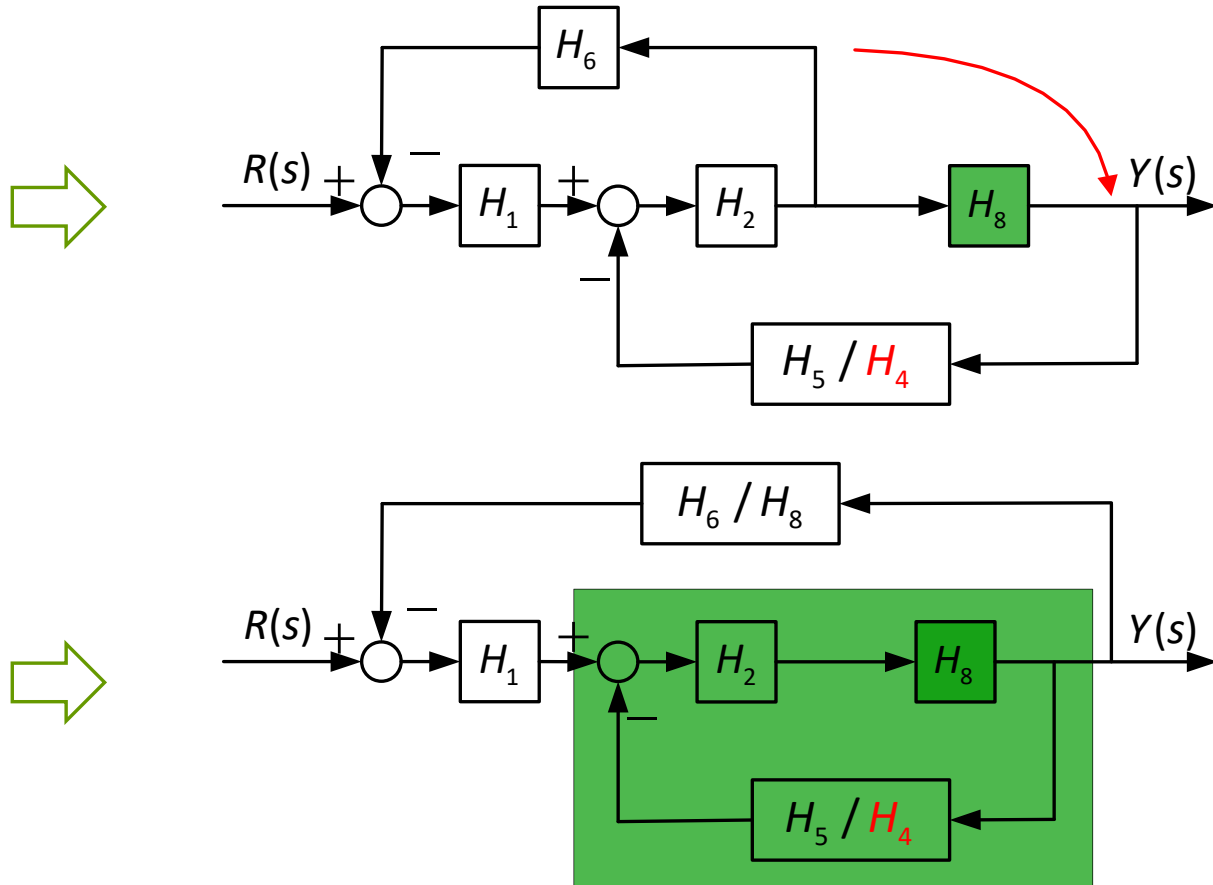 H₆
R(s) + − H₁ + − H₂ H₈ Y(s)
H₅ / H₄
H₆ / H₈
R(s) + − H₁ + − H₂ H₈ Y(s)
H₅ / H₄